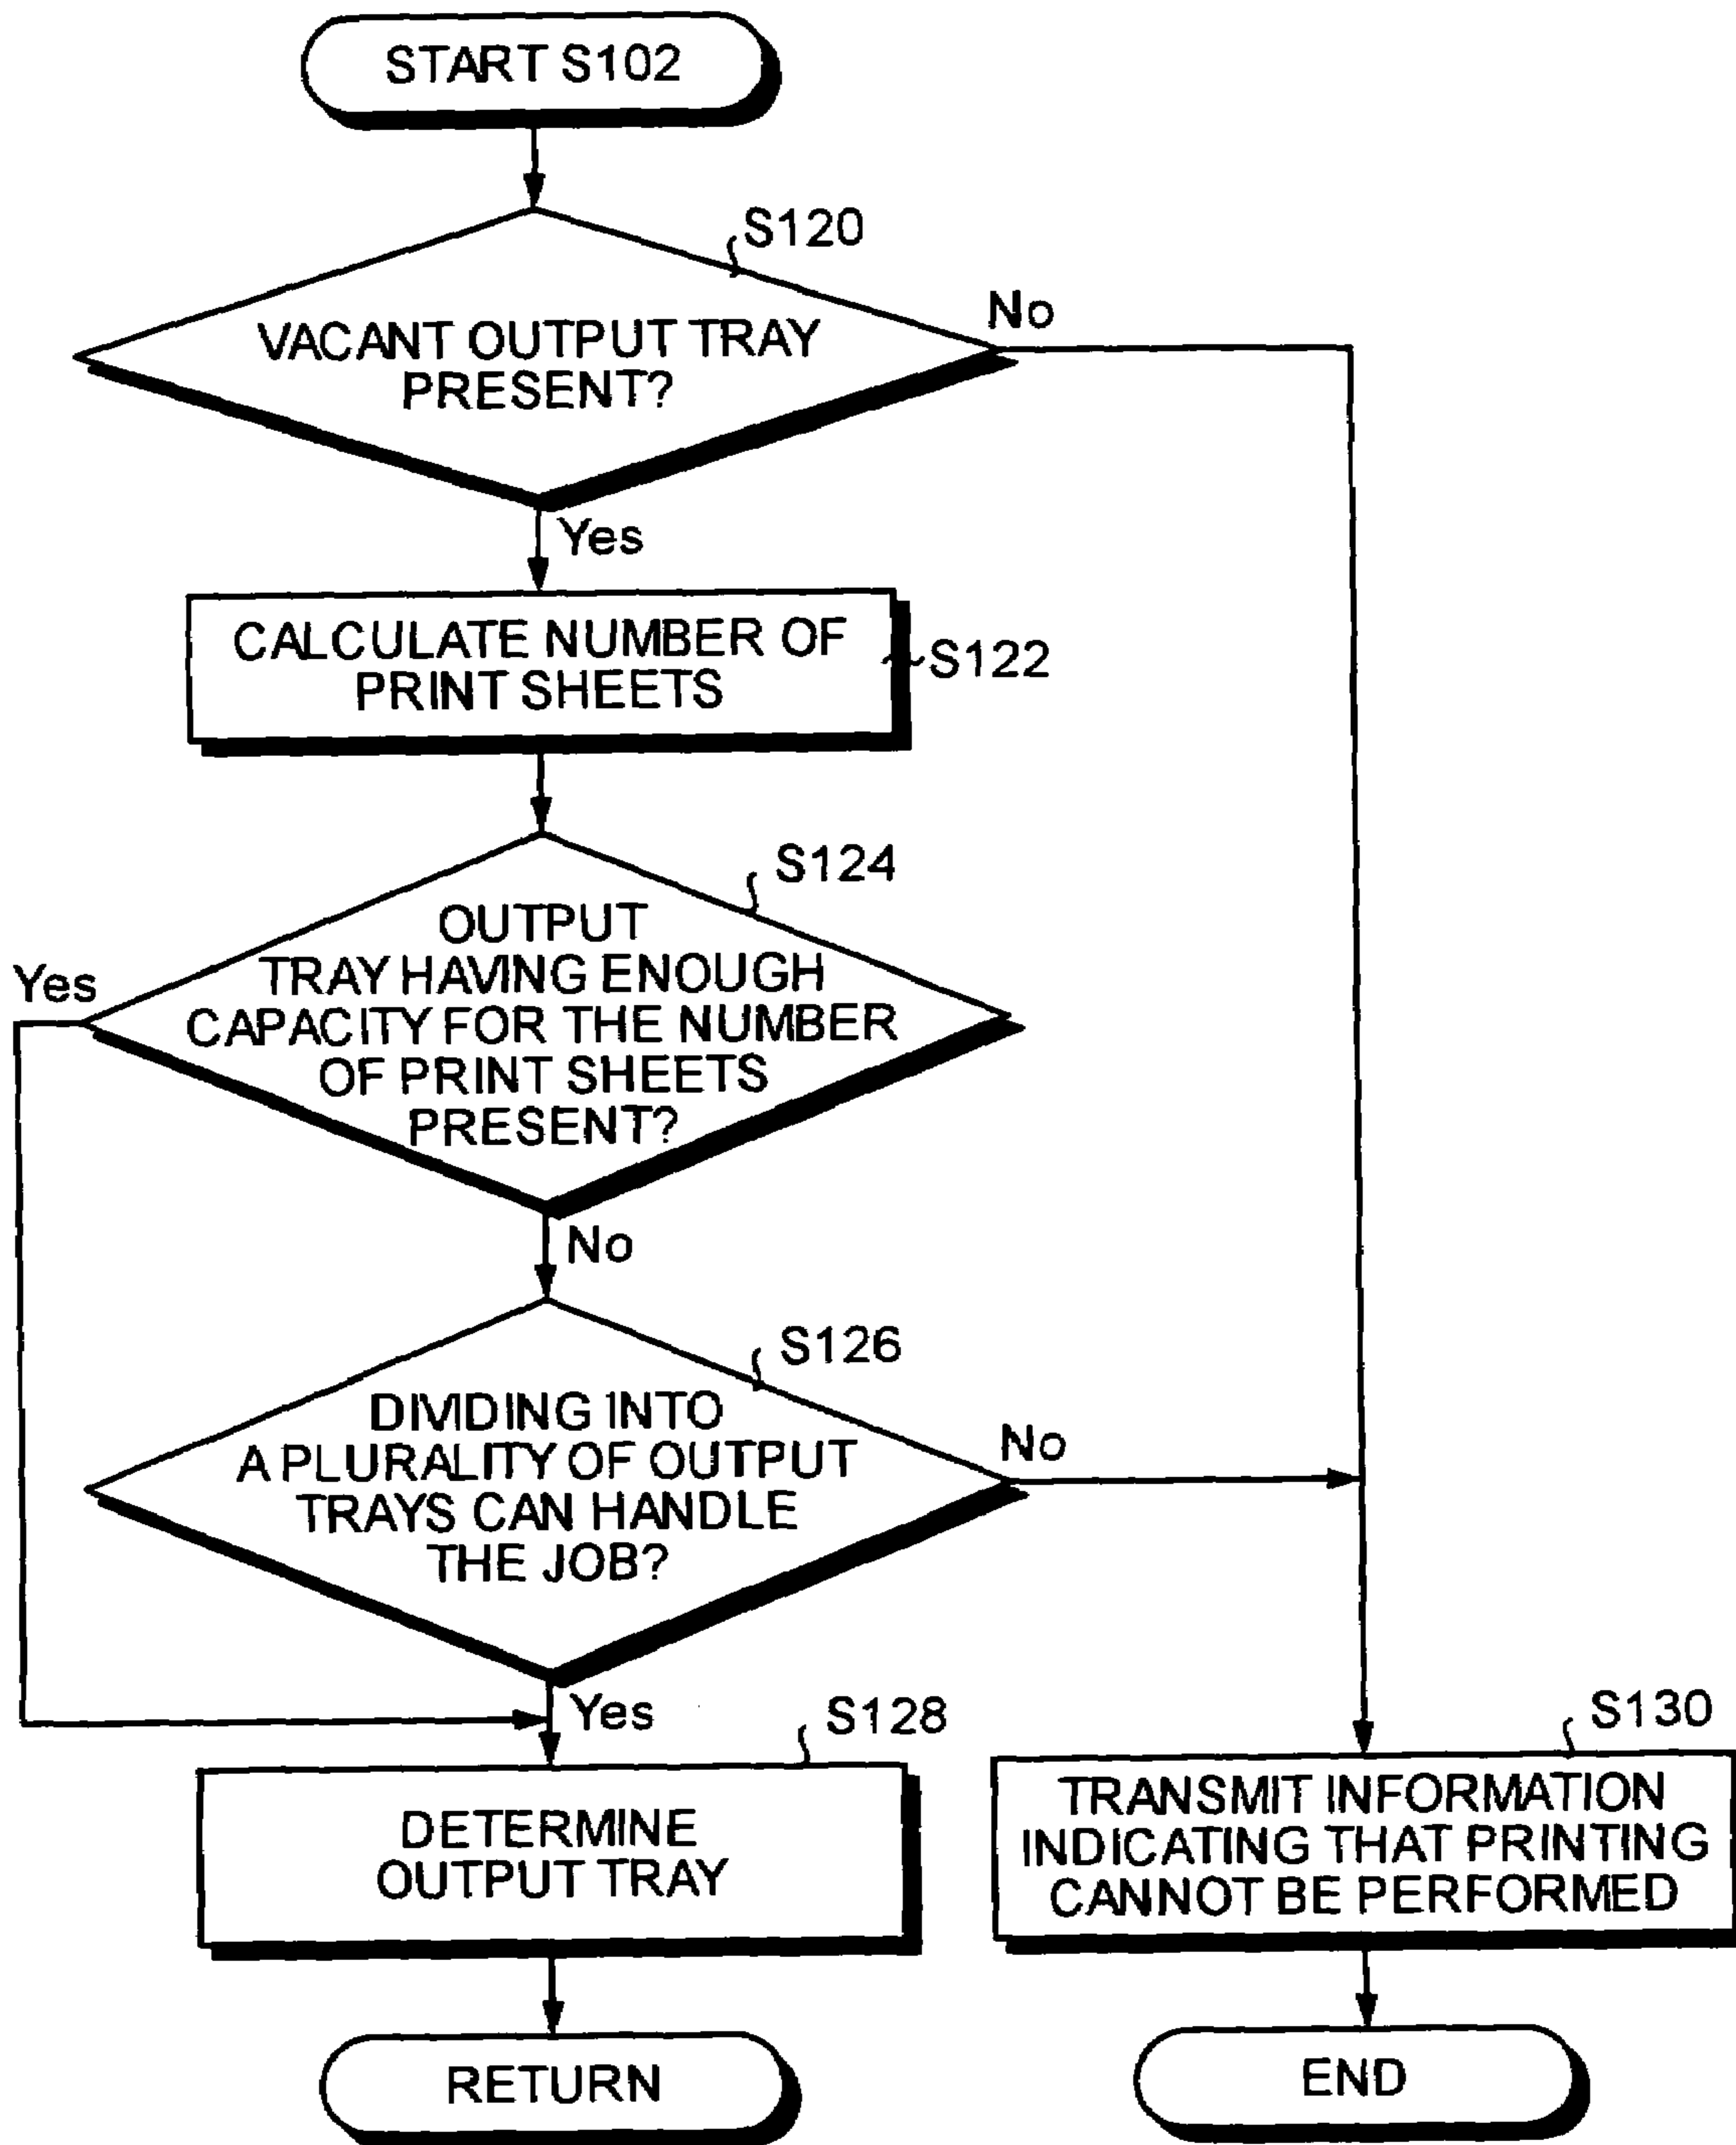 START S102
S120
No
VACANT OUTPUT TRAY
PRESENT?
Yes
CALCULATE NUMBER OF
PRINT SHEETS
S122
S124
OUTPUT
TRAY HAVING ENOUGH
CAPACITY FOR THE NUMBER
OF PRINT SHEETS
PRESENT?
Yes
No
S126
DIVIDING INTO
A PLURALITY OF OUTPUT
TRAYS CAN HANDLE
THE JOB?
No
Yes
S128
DETERMINE
OUTPUT TRAY
S130
TRANSMIT INFORMATION
INDICATING THAT PRINTING
CANNOT BE PERFORMED
RETURN
END